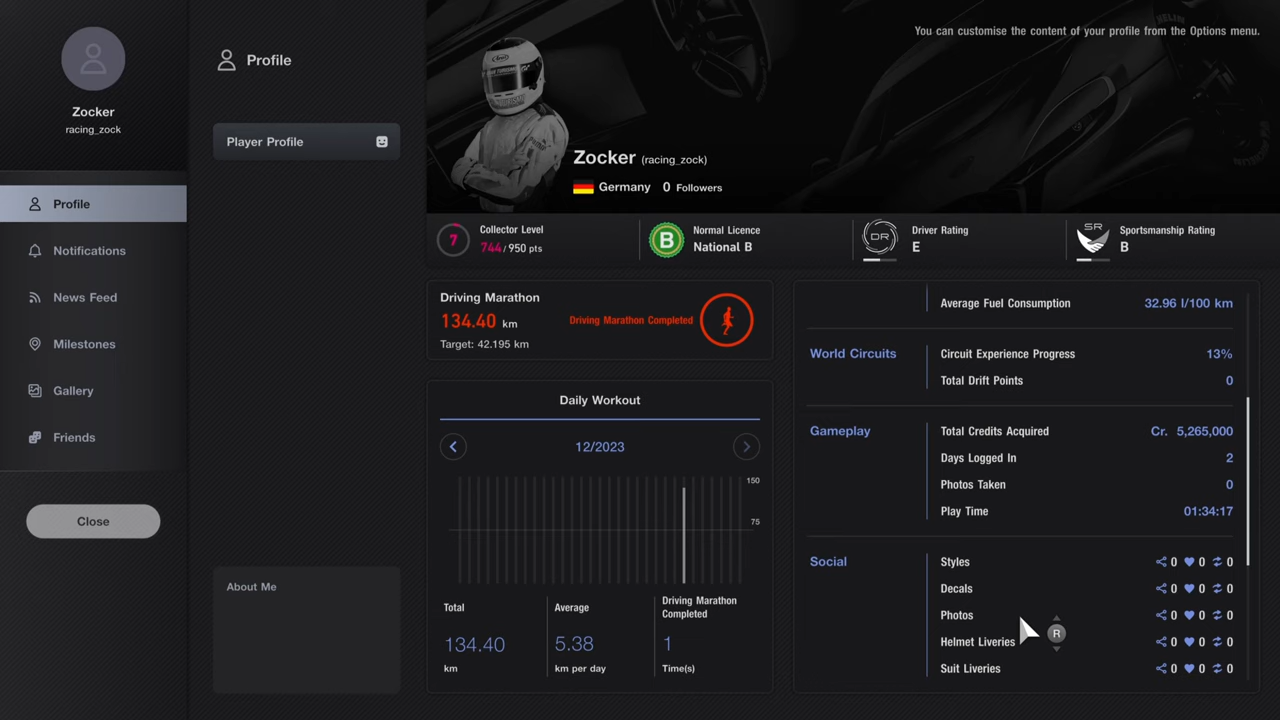 Zocker
racing_zock
Profile
Notifications
News Feed
Milestones
Gallery
Friends
Close
Profile
Player Profile
About Me
You can customise the content of your profile from the Options menu.
Zocker (racing_zock)
Germany 0 Followers
7 Collector Level
744 / 950 pts
B Normal Licence
National B
DR Driver Rating
E
SR Sportsmanship Rating
B
Driving Marathon
134.40 km
Driving Marathon Completed
Target: 42.195 km
Daily Workout
12/2023
150
75
Total
134.40
km
Average
5.38
km per day
Driving Marathon
Completed
1
Time(s)
Average Fuel Consumption 32.96 l/100 km
World Circuits Circuit Experience Progress 13%
Total Drift Points 0
Gameplay Total Credits Acquired Cr. 5,265,000
Days Logged In 2
Photos Taken 0
Play Time 01:34:17
Social Styles 0 0 0
Decals 0 0 0
Photos 0 0 0
R
Helmet Liveries 0 0 0
Suit Liveries 0 0 0